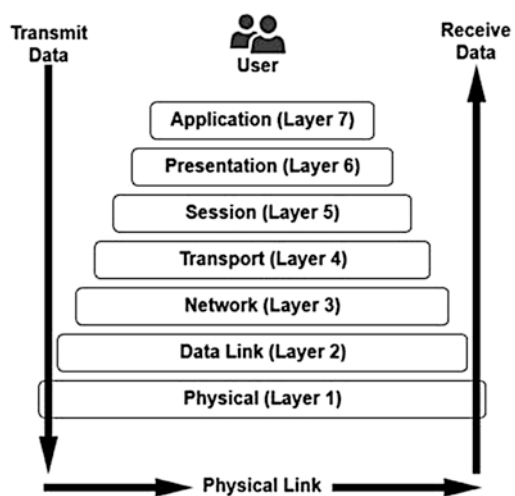 Transmit
Data
User
Receive
Data
Application (Layer 7)
Presentation (Layer 6)
Session (Layer 5)
Transport (Layer 4)
Network (Layer 3)
Data Link (Layer 2)
Physical (Layer 1)
Physical Link